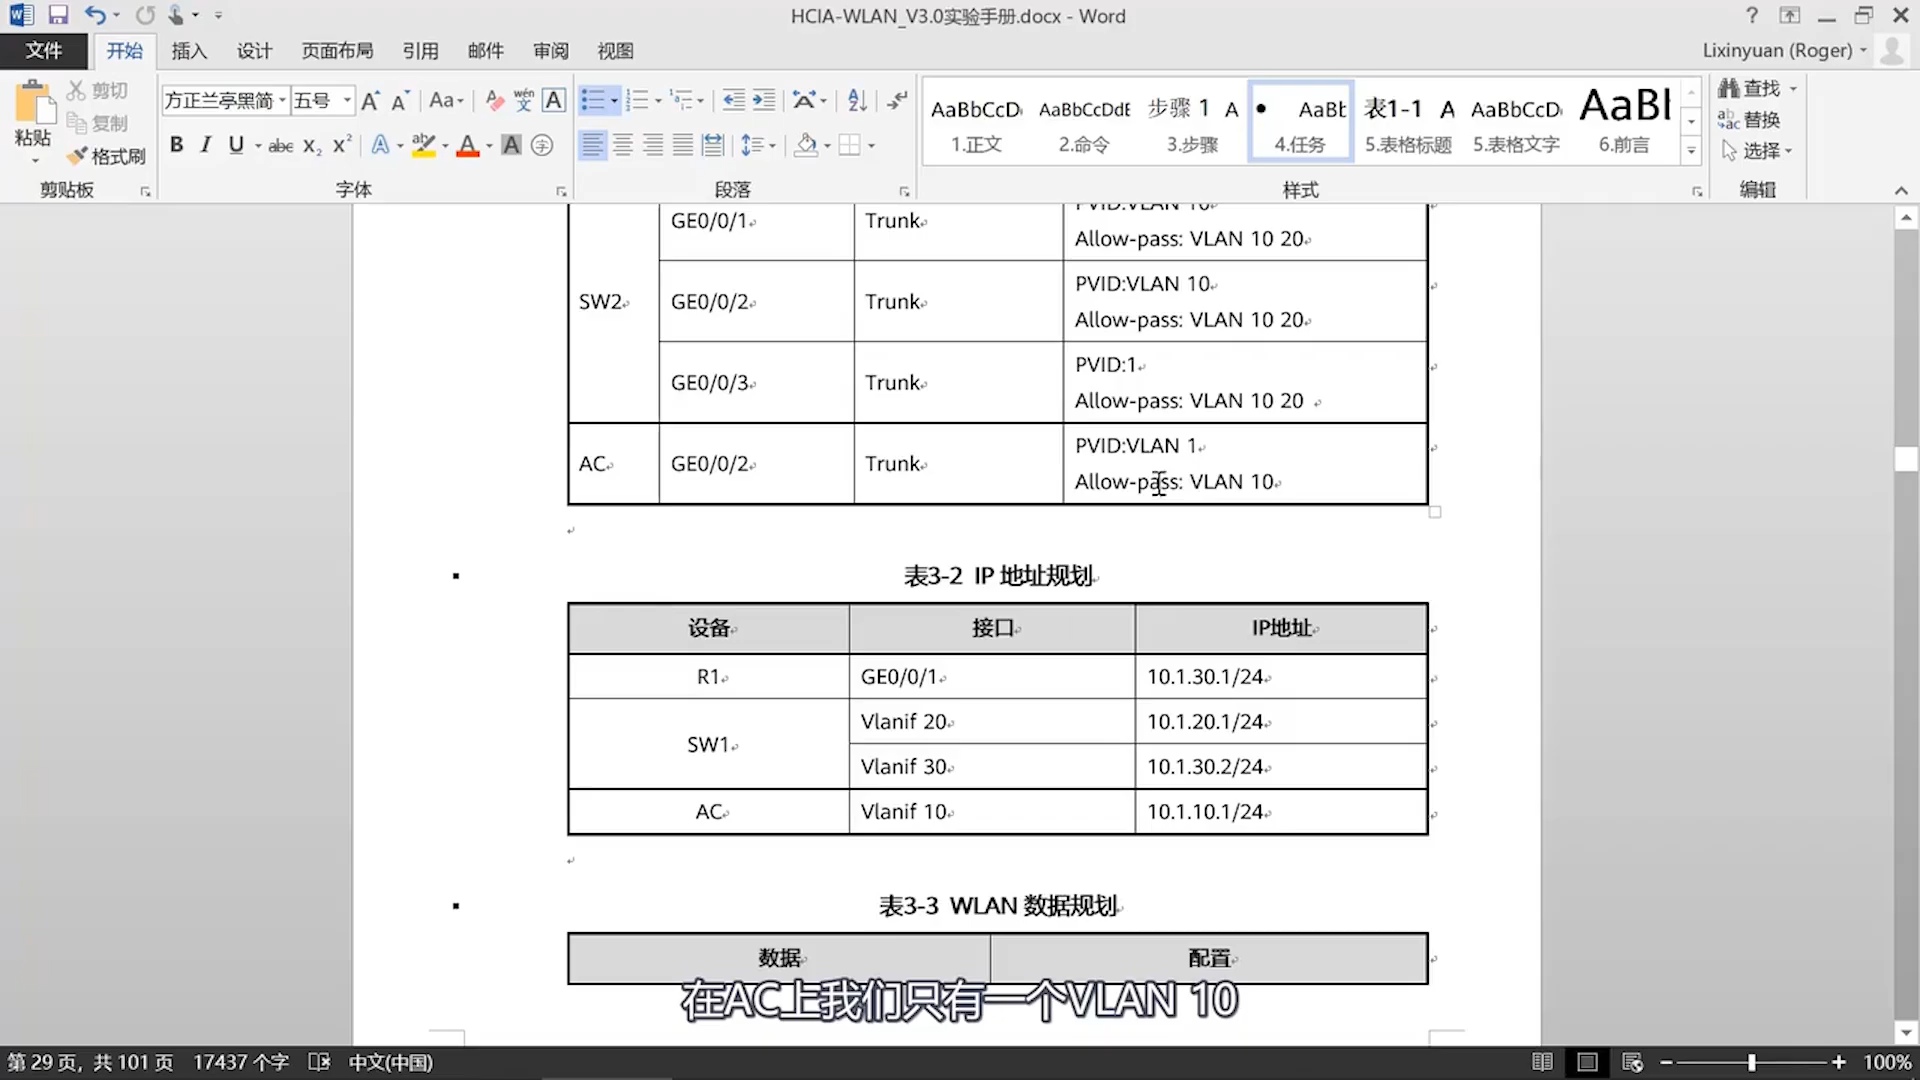 HCIA-WLAN_V3.0实验手册.docx - Word
文件 开始 插入 设计 页面布局 引用 邮件 审阅 视图 Lixinyuan (Roger)
粘贴 剪切 复制 格式刷 剪贴板
方正兰亭黑简 五号 字体
段落
AaBbCcDc AaBbCcDdE 步骤 1 A AaBb 表1-1 A AaBbCcDc AaBl
1.正文 2.命令 3.步骤 4.任务 5.表格标题 5.表格文字 6.前言
样式
查找 替换 选择 编辑
GE0/0/1 Trunk PVID:VLAN 10
Allow-pass: VLAN 10 20
SW2 GE0/0/2 Trunk PVID:VLAN 10
Allow-pass: VLAN 10 20
GE0/0/3 Trunk PVID:1
Allow-pass: VLAN 10 20
AC GE0/0/2 Trunk PVID:VLAN 1
Allow-pass: VLAN 10
表3-2 IP 地址规划
设备 接口 IP地址
R1 GE0/0/1 10.1.30.1/24
SW1 Vlanif 20 10.1.20.1/24
Vlanif 30 10.1.30.2/24
AC Vlanif 10 10.1.10.1/24
表3-3 WLAN 数据规划
数据 配置
在AC上我们只有一个VLAN 10
第 29 页，共 101 页 17437 个字 中文(中国) 100%